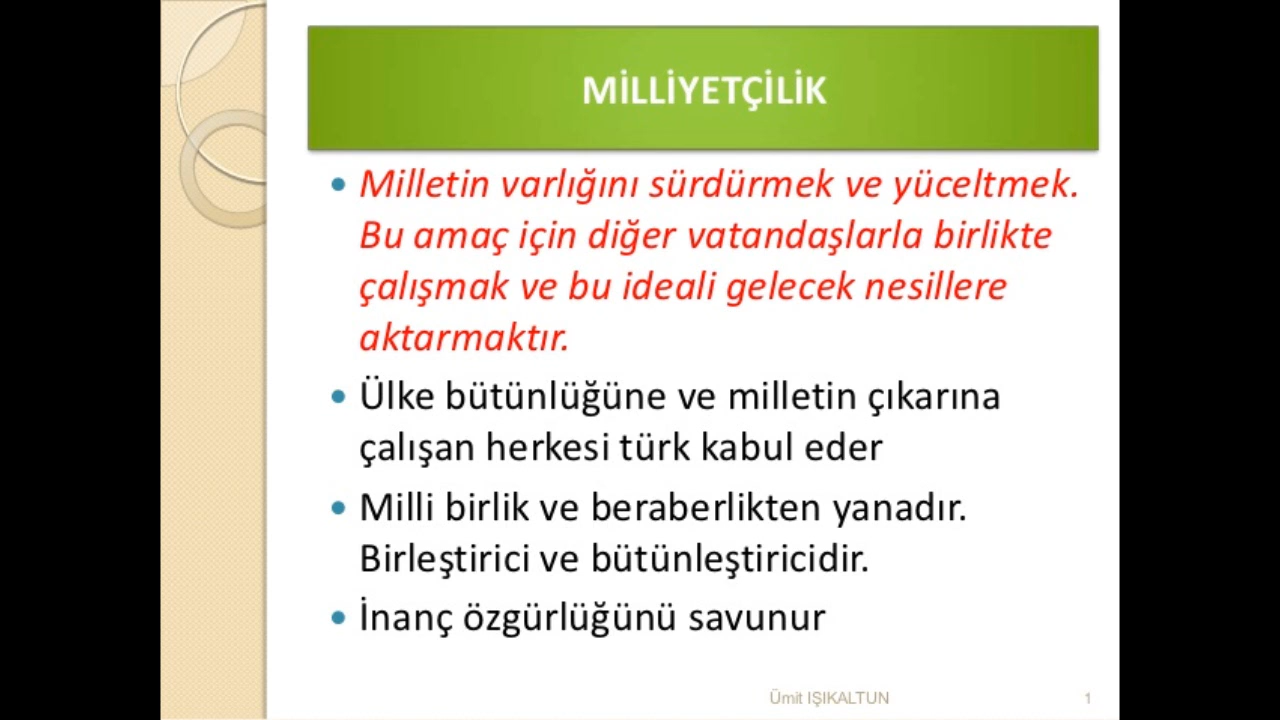 MİLLİYETÇİLİK
• Milletin varlığını sürdürmek ve yüceltmek.
Bu amaç için diğer vatandaşlarla birlikte
çalışmak ve bu ideali gelecek nesillere
aktarmaktır.
• Ülke bütünlüğüne ve milletin çıkarına
çalışan herkesi türk kabul eder
• Milli birlik ve beraberlikten yanadır.
Birleştirici ve bütünleştiricidir.
• İnanç özgürlüğünü savunur
Ümit IŞIKALTUN 1